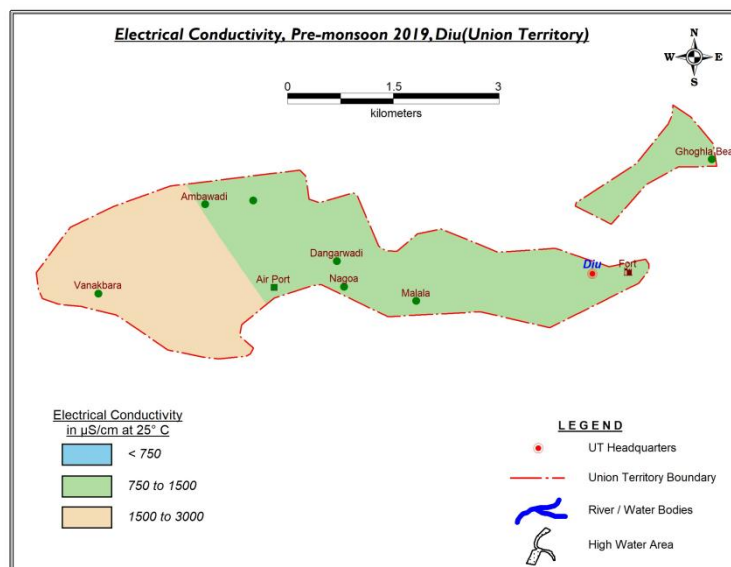 Electrical Conductivity, Pre-monsoon 2019, Diu(Union Territory)
N
W E
S
0 1.5 3
kilometers
Ghoghla Bea
Ambawadi
Dangarwadi
Diu
Fort
Air Port
Nagoa
Vanakbara
Malala
Electrical Conductivity
in µS/cm at 25° C
< 750
750 to 1500
1500 to 3000
LEGEND
UT Headquarters
Union Territory Boundary
River / Water Bodies
High Water Area